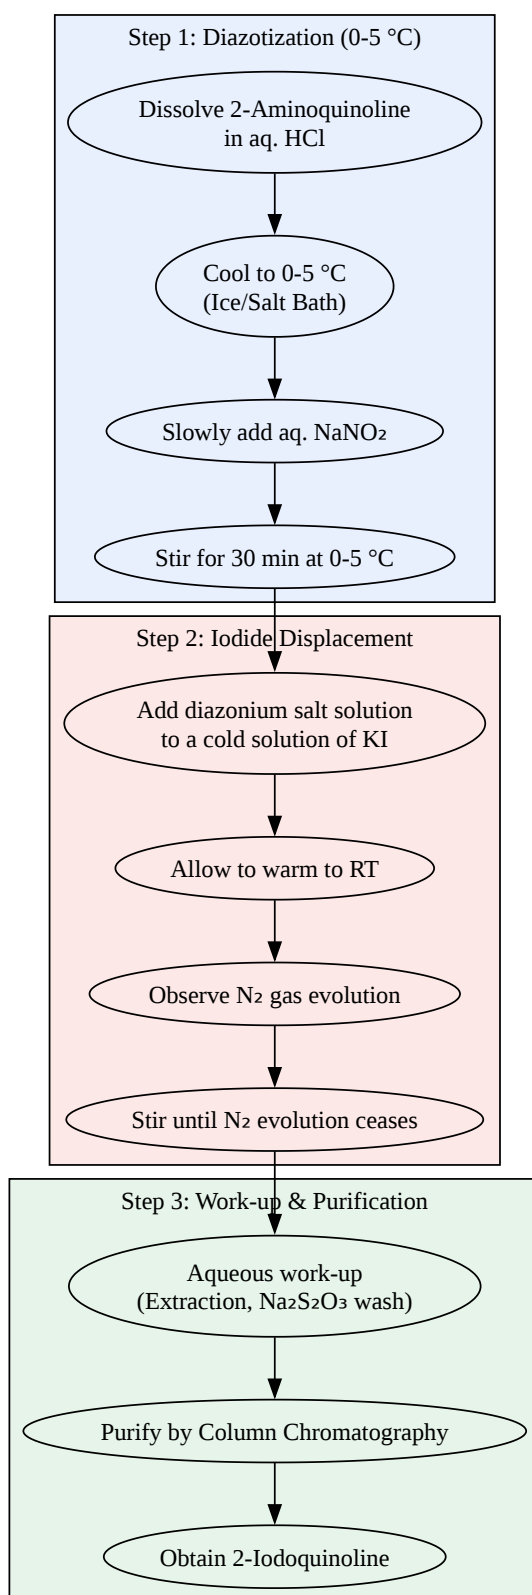 Step 1: Diazotization (0-5 °C)
Dissolve 2-Aminoquinoline
in aq. HCl
Cool to 0-5 °C
(Ice/Salt Bath)
Slowly add aq. NaNO₂
Stir for 30 min at 0-5 °C
Step 2: Iodide Displacement
Add diazonium salt solution
to a cold solution of KI
Allow to warm to RT
Observe N₂ gas evolution
Stir until N₂ evolution ceases
Step 3: Work-up & Purification
Aqueous work-up
(Extraction, Na₂S₂O₃ wash)
Purify by Column Chromatography
Obtain 2-Iodoquinoline